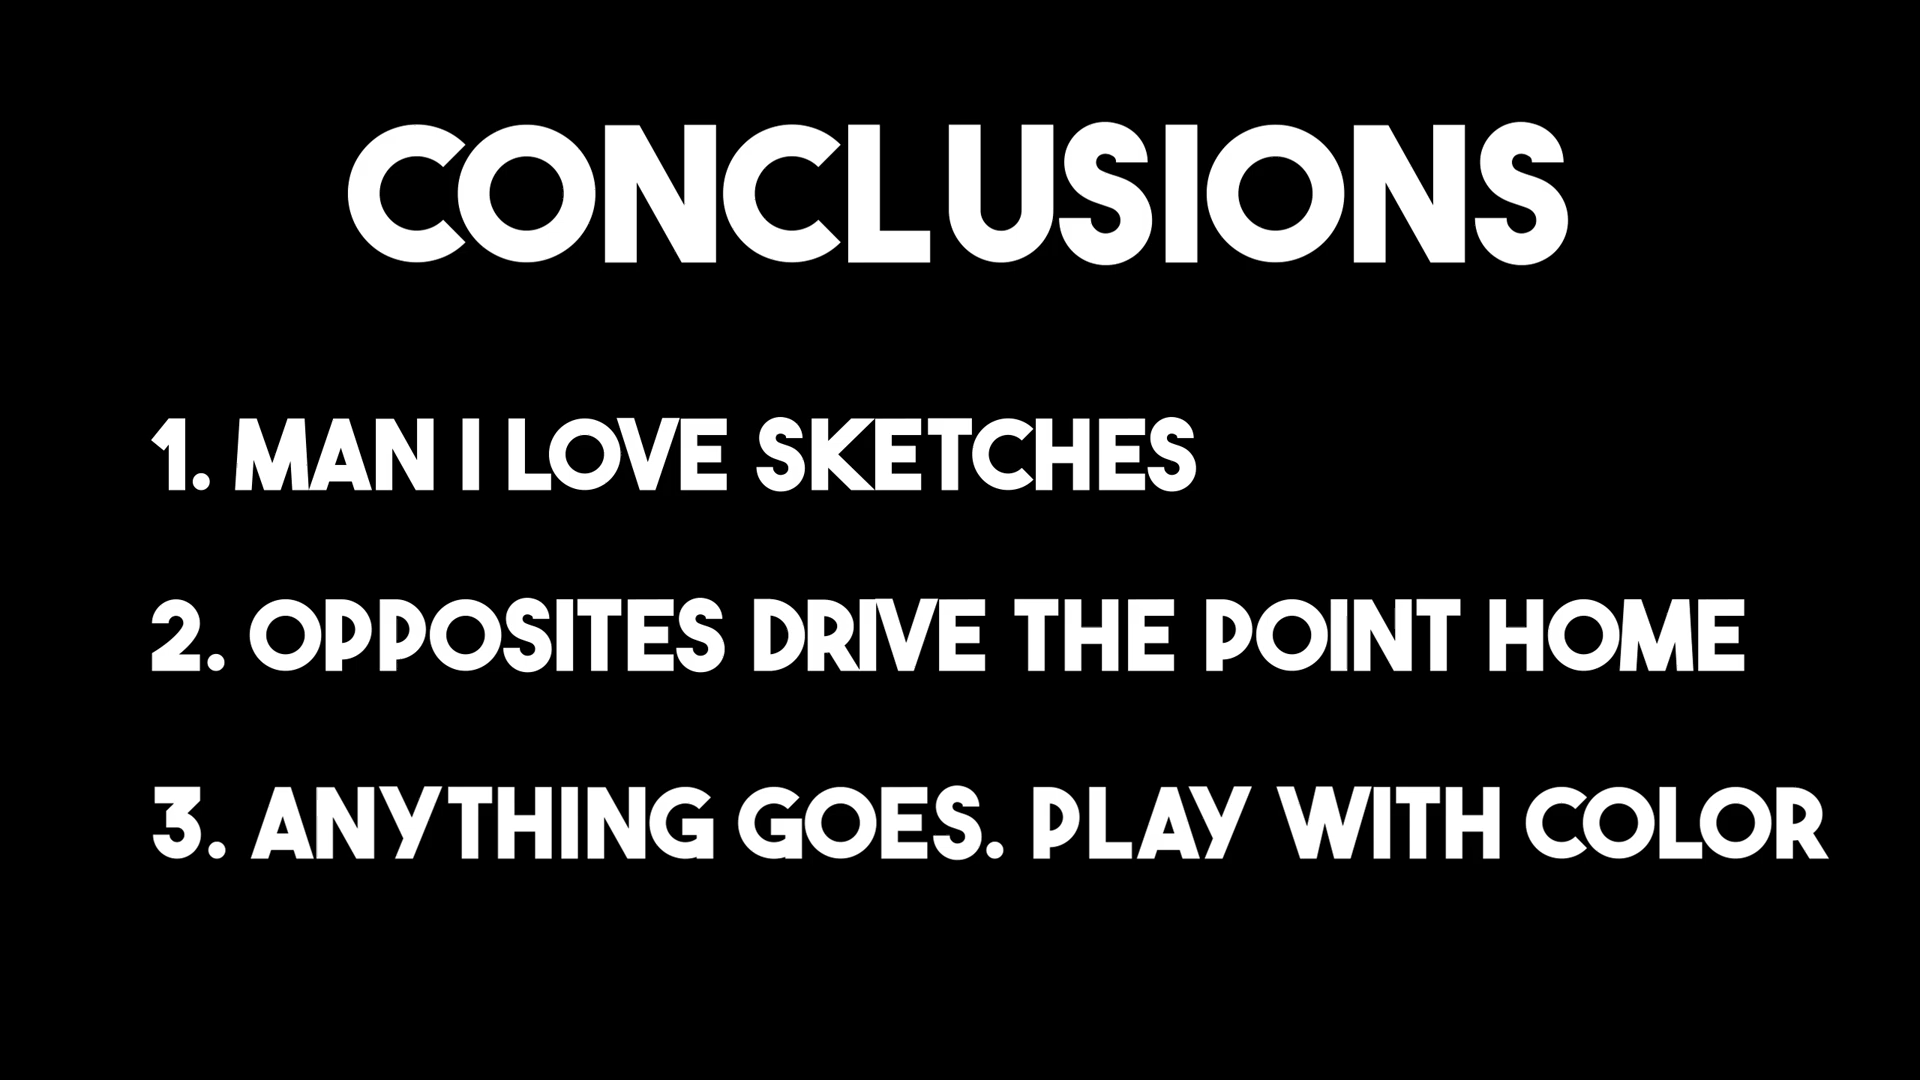 CONCLUSIONS
1. MAN I LOVE SKETCHES
2. OPPOSITES DRIVE THE POINT HOME
3. ANYTHING GOES. PLAY WITH COLOR